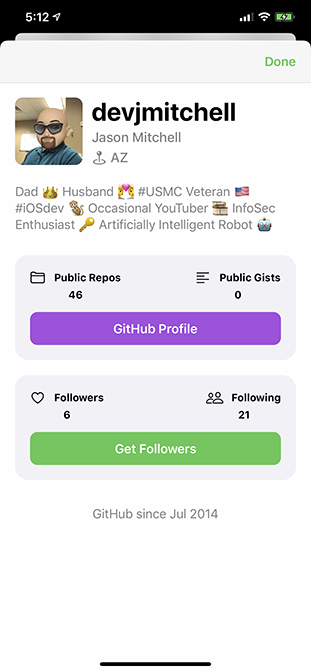 5:12
Done
devjmitchell
Jason Mitchell
AZ
Dad 👑 Husband 👩‍❤️‍👨 #USMC Veteran 🇺🇸
#iOSdev 🐒 Occasional YouTuber 🎬 InfoSec
Enthusiast 🔑 Artificially Intelligent Robot 🤖
Public Repos Public Gists
46 0
GitHub Profile
Followers Following
6 21
Get Followers
GitHub since Jul 2014